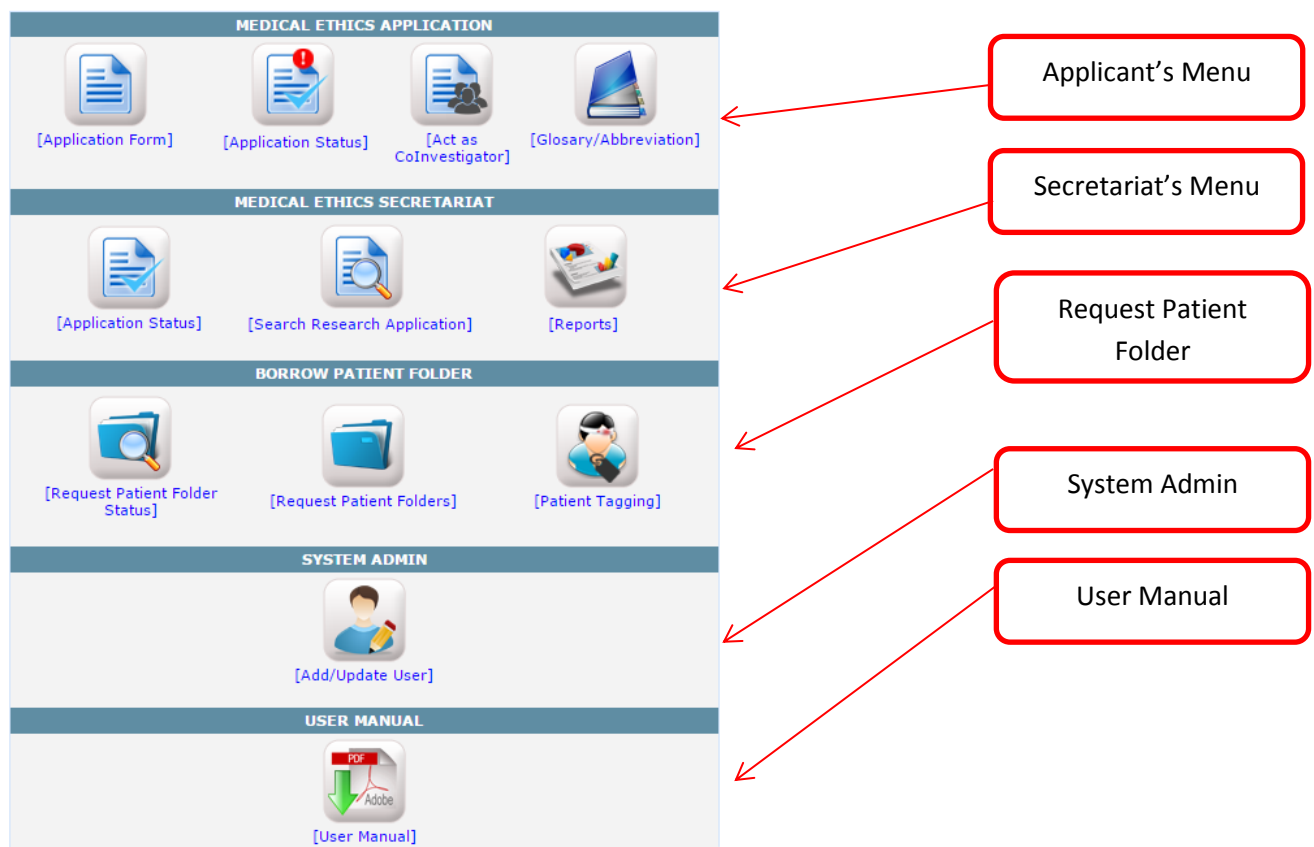 MEDICAL ETHICS APPLICATION
[Application Form]
[Application Status]
[Act as
CoInvestigator]
[Glosary/Abbreviation]
Applicant’s Menu
MEDICAL ETHICS SECRETARIAT
[Application Status]
[Search Research Application]
[Reports]
Secretariat’s Menu
BORROW PATIENT FOLDER
[Request Patient Folder
Status]
[Request Patient Folders]
[Patient Tagging]
Request Patient
Folder
SYSTEM ADMIN
[Add/Update User]
System Admin
USER MANUAL
PDF
Adobe
[User Manual]
User Manual